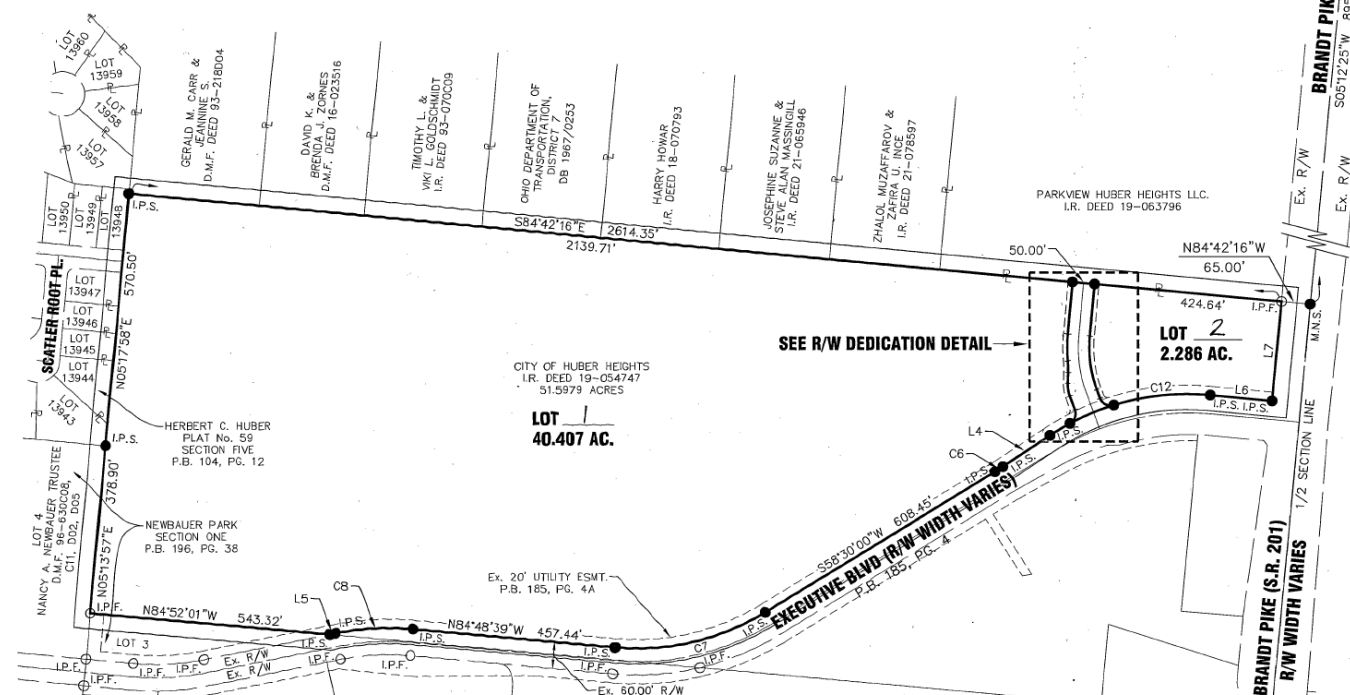 LOT
13960
LOT
13959
LOT
13958
LOT
13957
GERALD M. CARR &
JEANNINE S.
D.M.F. DEED 93-218D04
DAVID K. &
BRENDA J. ZORNES
D.M.F. DEED 16-023516
TIMOTHY L. &
VIKI L. GOLDSCHMIDT
I.R. DEED 93-070C09
OHIO DEPARTMENT OF
TRANSPORTATION,
DISTRICT 7
DB 1967/0253
HARRY HOWAR
I.R. DEED 18-070793
JOSEPHINE SUZANNE &
STEVE ALAN MASSINGILL
I.R. DEED 21-065946
ZHALOL MUZAFFAROV &
ZAFIRA U. INCE
I.R. DEED 21-078597
PARKVIEW HUBER HEIGHTS LLC.
I.R. DEED 19-063796
BRANDT PIK
S05°12'25"W
Ex. R/W
Ex. R/W
N84°42'16"W
65.00'
LOT
13950
LOT
13949
LOT
13948
I.P.S.
S84°42'16"E 2614.35'
2139.71'
50.00'
424.64'
I.P.F.
M.N.S.
LOT 2
2.286 AC.
L7
SEE R/W DEDICATION DETAIL
SCATLER ROOT PL.
LOT
13947
LOT
13946
LOT
13945
LOT
13944
LOT
13943
570.50'
N05°17'58"E
CITY OF HUBER HEIGHTS
I.R. DEED 19-054747
51.5979 ACRES
LOT 1
40.407 AC.
C12
L6
I.P.S.
I.P.S.
I.P.S.
L4
C6
I.P.S.
I.P.S.
HERBERT C. HUBER
PLAT No. 59
SECTION FIVE
P.B. 104, PG. 12
I.P.S.
378.90'
N05°13'57"E
LOT 4
NANCY A. NEWBAUER TRUSTEE
D.M.F. 96-630C08,
C11, D02, D05
NEWBAUER PARK
SECTION ONE
P.B. 196, PG. 38
S58°30'00"W 608.45'
EXECUTIVE BLVD (R/W WIDTH VARIES)
P.B. 185, PG. 4
1/2 SECTION LINE
BRANDT PIKE (S.R. 201)
R/W WIDTH VARIES
Ex. 20' UTILITY ESMT.
P.B. 185, PG. 4A
I.P.F.
N84°52'01"W 543.32'
L5
C8
I.P.S.
I.P.S.
N84°48'39"W 457.44'
I.P.S.
I.P.S.
C7
LOT 3
Ex. R/W
Ex. R/W
I.P.F.
I.P.F.
I.P.F.
I.P.F.
I.P.F.
I.P.F.
I.P.F.
I.P.F.
Ex. 60.00' R/W